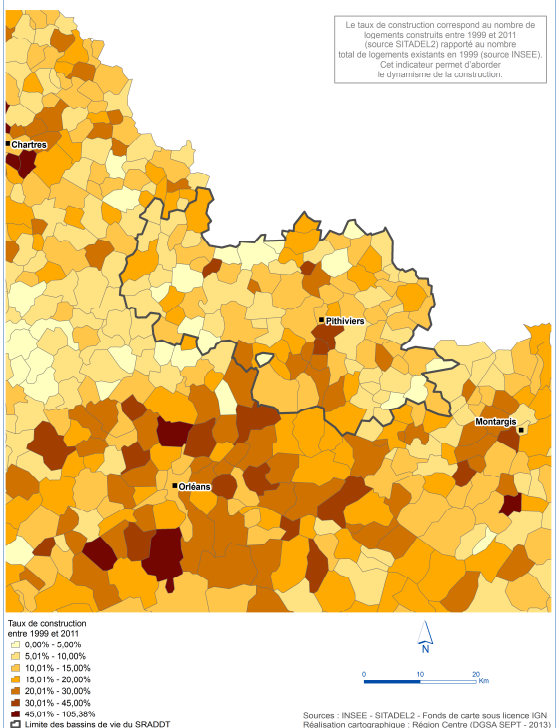 Le taux de construction correspond au nombre de
logements construits entre 1999 et 2011
(source SITADEL2) rapporté au nombre
total de logements existants en 1999 (source INSEE).
Cet indicateur permet d'aborder
le dynamisme de la construction.
Chartres
Pithiviers
Montargis
Orléans
Taux de construction
entre 1999 et 2011
0,00% - 5,00%
5,01% - 10,00%
10,01% - 15,00%
15,01% - 20,00%
20,01% - 30,00%
30,01% - 45,00%
45,01% - 105,38%
Limite des bassins de vie du SRADDT
N
0 10 20
Km
Sources : INSEE - SITADEL2 - Fonds de carte sous licence IGN
Réalisation cartographique : Région Centre (DGSA SEPT - 2013)